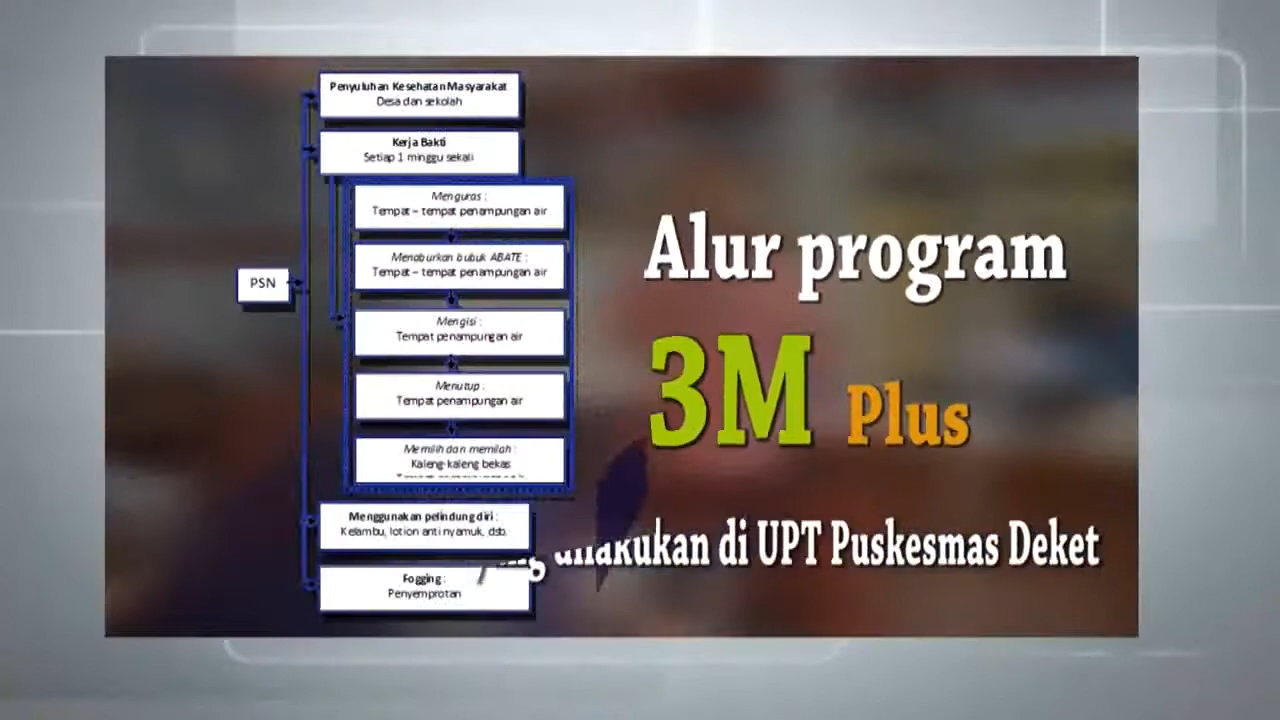 Penyuluhan Kesehatan Masyarakat
Desa dan sekolah
Kerja Bakti
Setiap 1 minggu sekali
Menguras :
Tempat – tempat penampungan air
Menaburkan bubuk ABATE :
Tempat – tempat penampungan air
PSN
Mengisi :
Tempat penampungan air
Menutup :
Tempat penampungan air
Memilih dan memilah :
Kaleng-kaleng bekas
Menggunakan pelindung diri :
Kelambu, lotion anti nyamuk, dsb.
Fogging :
Penyemprotan
Alur program
3M Plus
di UPT Puskesmas Deket